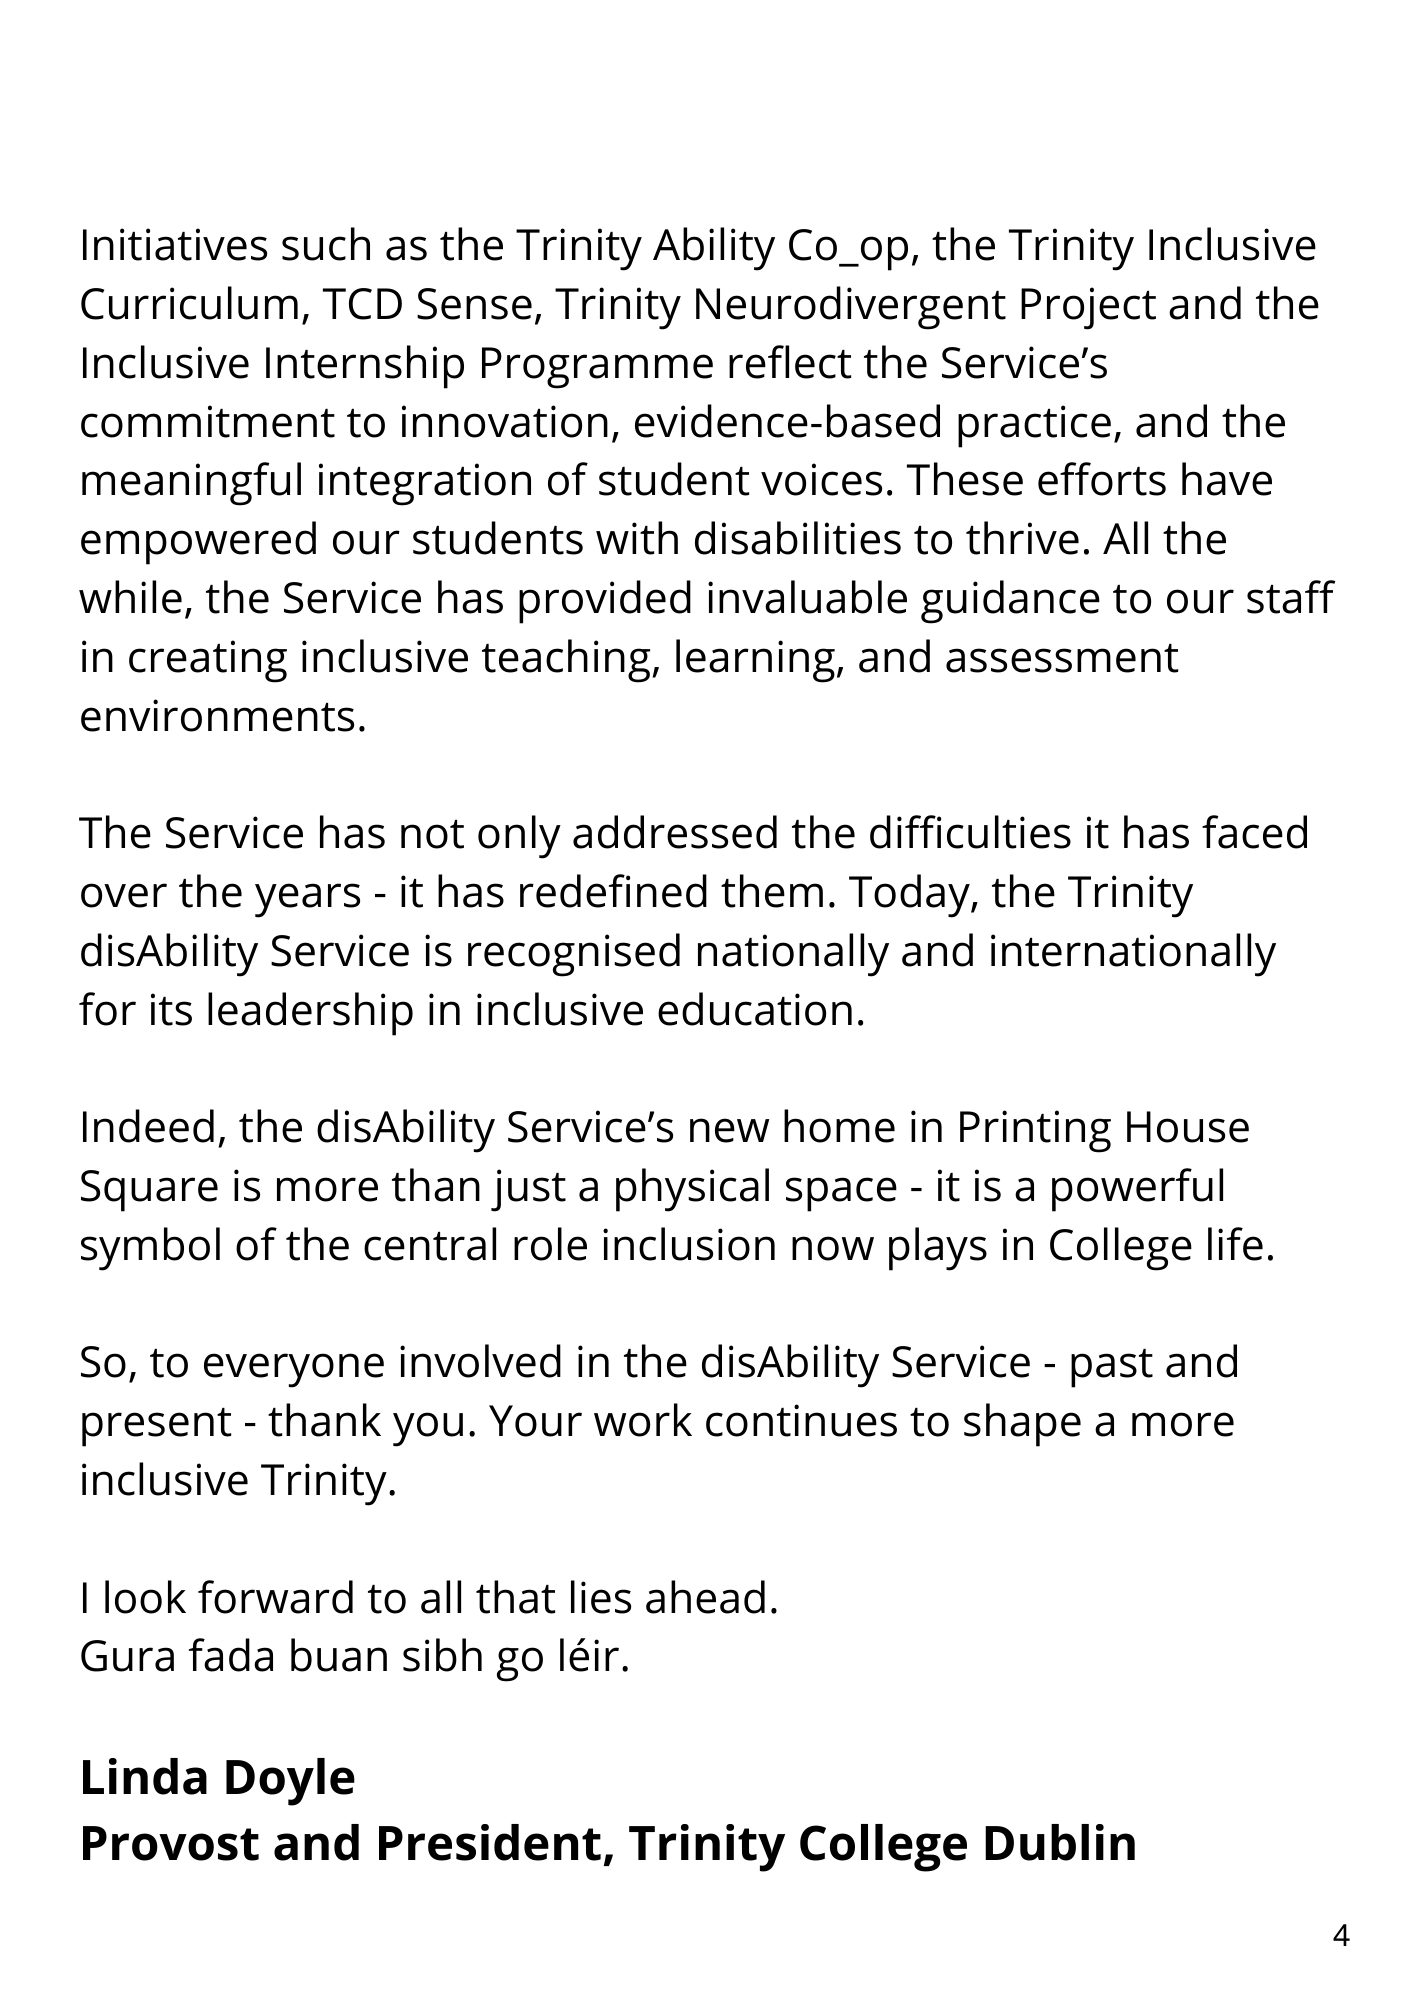 Initiatives such as the Trinity Ability Co_op, the Trinity Inclusive
Curriculum, TCD Sense, Trinity Neurodivergent Project and the
Inclusive Internship Programme reflect the Service’s
commitment to innovation, evidence-based practice, and the
meaningful integration of student voices. These efforts have
empowered our students with disabilities to thrive. All the
while, the Service has provided invaluable guidance to our staff
in creating inclusive teaching, learning, and assessment
environments.
The Service has not only addressed the difficulties it has faced
over the years - it has redefined them. Today, the Trinity
disAbility Service is recognised nationally and internationally
for its leadership in inclusive education.
Indeed, the disAbility Service’s new home in Printing House
Square is more than just a physical space - it is a powerful
symbol of the central role inclusion now plays in College life.
So, to everyone involved in the disAbility Service - past and
present - thank you. Your work continues to shape a more
inclusive Trinity.
I look forward to all that lies ahead.
Gura fada buan sibh go léir.
Linda Doyle
Provost and President, Trinity College Dublin
4